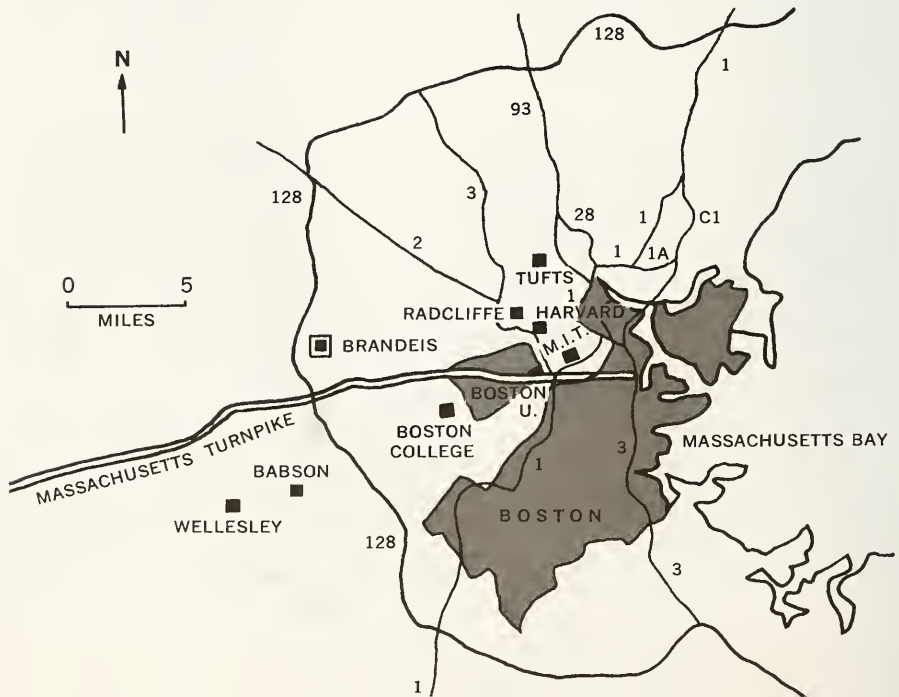 N
128
1
93
128
3
28
1
C1
2
1
1A
0 5
MILES
TUFTS
1
RADCLIFFE
HARVARD
M.I.T.
BRANDEIS
BOSTON
U.
BOSTON
COLLEGE
MASSACHUSETTS TURNPIKE
1
3
MASSACHUSETTS BAY
BABSON
WELLESLEY
BOSTON
128
3
1